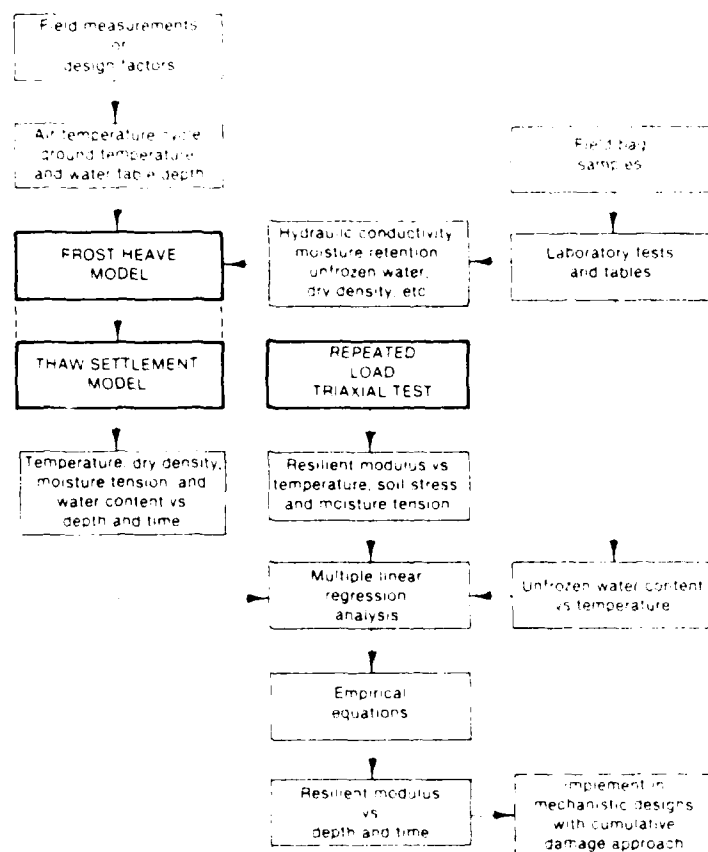 Field measurements
or
design factors
Air temperature cycle
ground temperature
and water table depth
Field bag
samples
FROST HEAVE
MODEL
Hydraulic conductivity
moisture retention
unfrozen water,
dry density, etc
Laboratory tests
and tables
THAW SETTLEMENT
MODEL
REPEATED
LOAD
TRIAXIAL TEST
Temperature, dry density,
moisture tension, and
water content vs
depth and time
Resilient modulus vs
temperature, soil stress
and moisture tension
Multiple linear
regression
analysis
Unfrozen water content
vs temperature
Empirical
equations
Resilient modulus
vs
depth and time
Implement in
mechanistic designs
with cumulative
damage approach